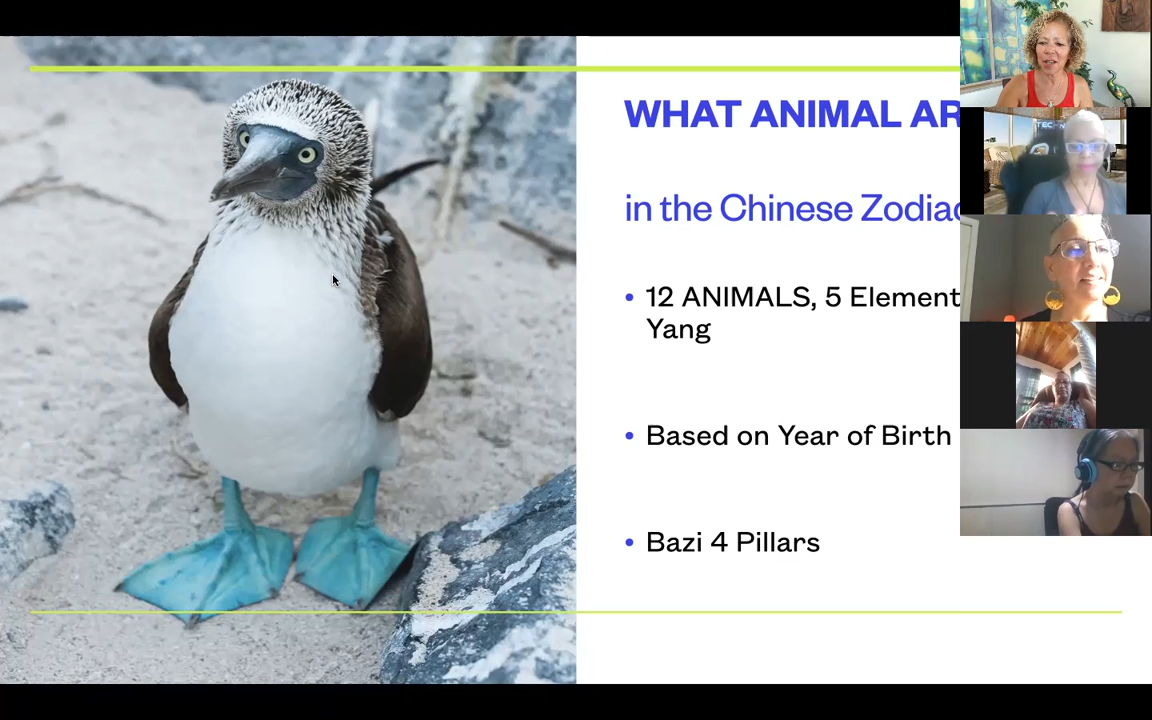 WHAT ANIMAL AR
in the Chinese Zodiac
• 12 ANIMALS, 5 Element
Yang
• Based on Year of Birth
• Bazi 4 Pillars